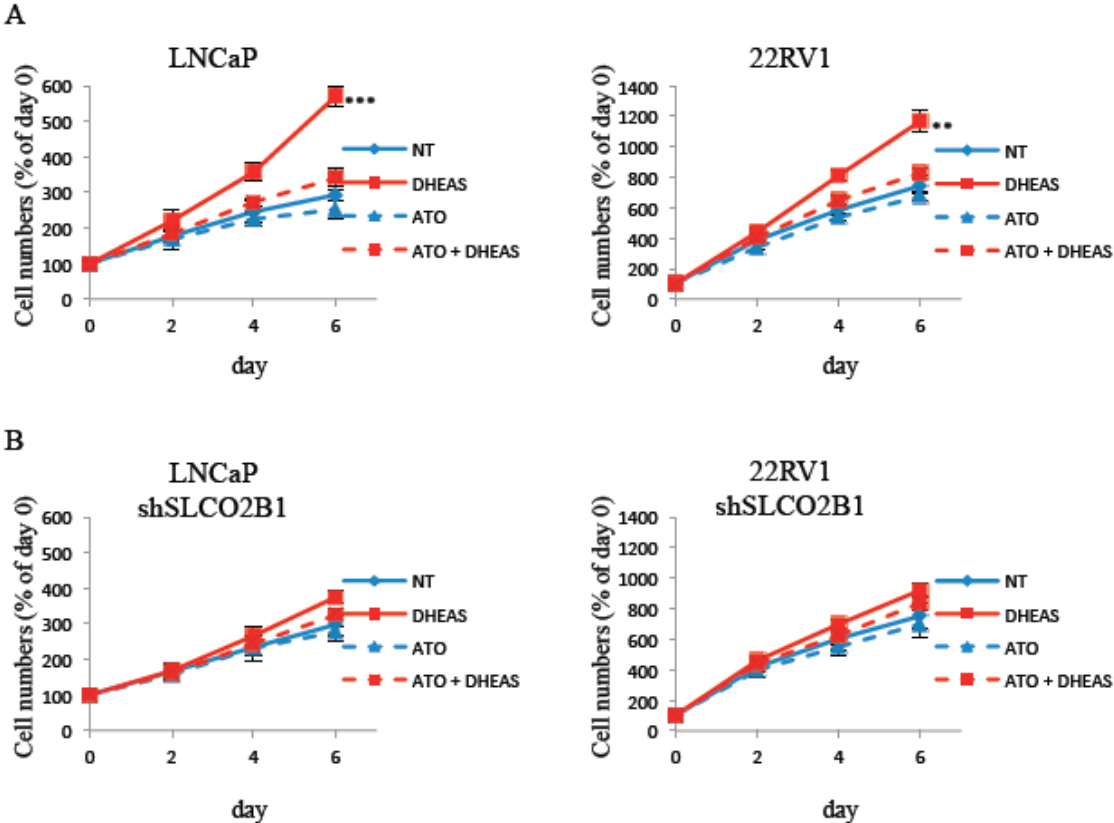 A
LNCaP
Cell numbers (% of day 0)
600
500
400
300
200
100
0
0 2 4 6
day
NT
DHEAS
ATO
ATO + DHEAS
•••
22RV1
Cell numbers (% of day 0)
1400
1200
1000
800
600
400
200
0
0 2 4 6
day
NT
DHEAS
ATO
ATO + DHEAS
••
B
LNCaP
shSLCO2B1
Cell numbers (% of day 0)
600
500
400
300
200
100
0
0 2 4 6
day
NT
DHEAS
ATO
ATO + DHEAS
22RV1
shSLCO2B1
Cell numbers (% of day 0)
1400
1200
1000
800
600
400
200
0
0 2 4 6
day
NT
DHEAS
ATO
ATO + DHEAS